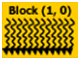 Block (1, 0)